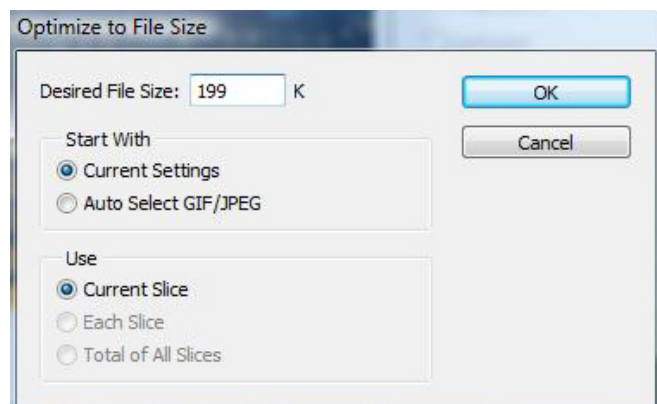 Optimize to File Size
Desired File Size: 199 K
OK
Start With
Cancel
Current Settings
Auto Select GIF/JPEG
Use
Current Slice
Each Slice
Total of All Slices